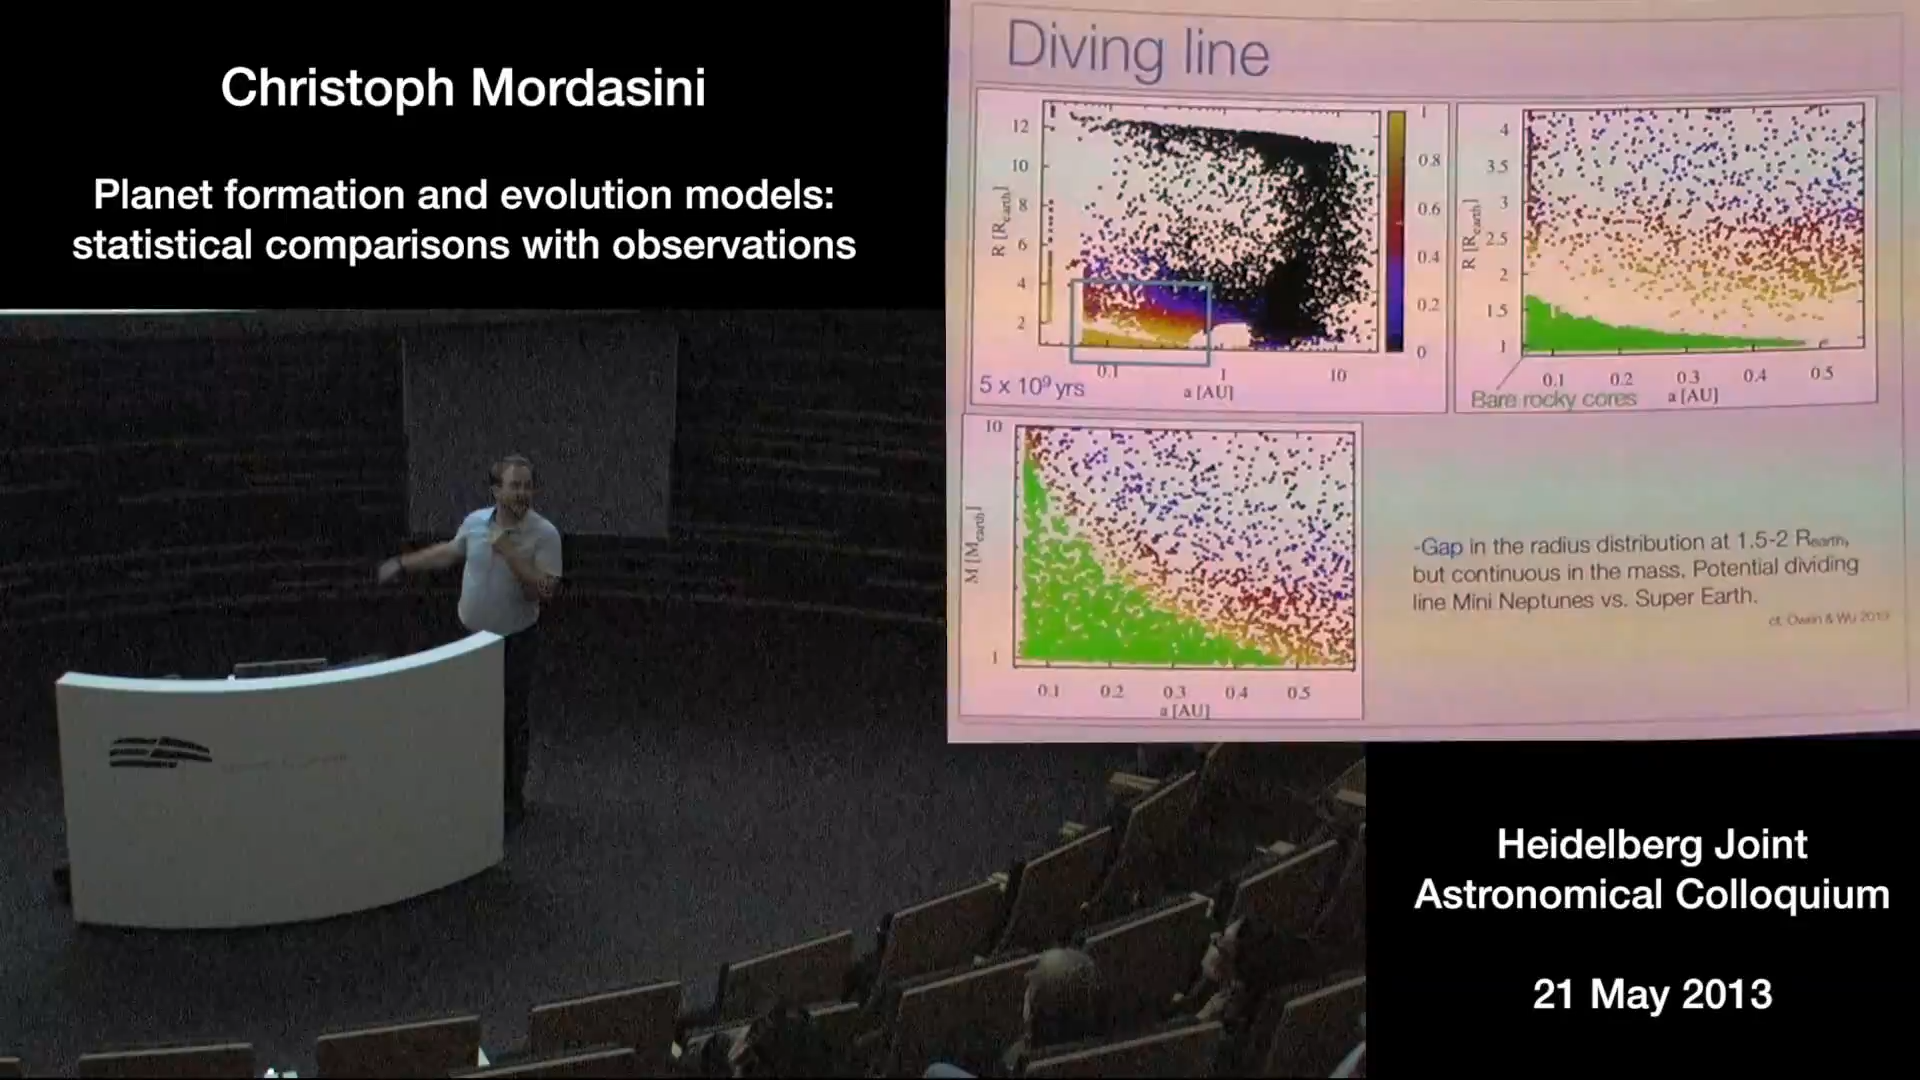 Christoph Mordasini
Planet formation and evolution models:
statistical comparisons with observations
Diving line
12
10
8
6
4
2
R [Rearth]
0.1
1
10
a [AU]
5 x 10⁹ yrs
1
0.8
0.6
0.4
0.2
0
4
3.5
3
2.5
2
1.5
1
R [Rearth]
0.1 0.2 0.3 0.4 0.5
Bare rocky cores
a [AU]
10
1
M [Mearth]
0.1 0.2 0.3 0.4 0.5
a [AU]
-Gap in the radius distribution at 1.5-2 Rearth,
but continuous in the mass. Potential dividing
line Mini Neptunes vs. Super Earth.
cf. Owen & Wu 2013
Heidelberg Joint
Astronomical Colloquium
21 May 2013